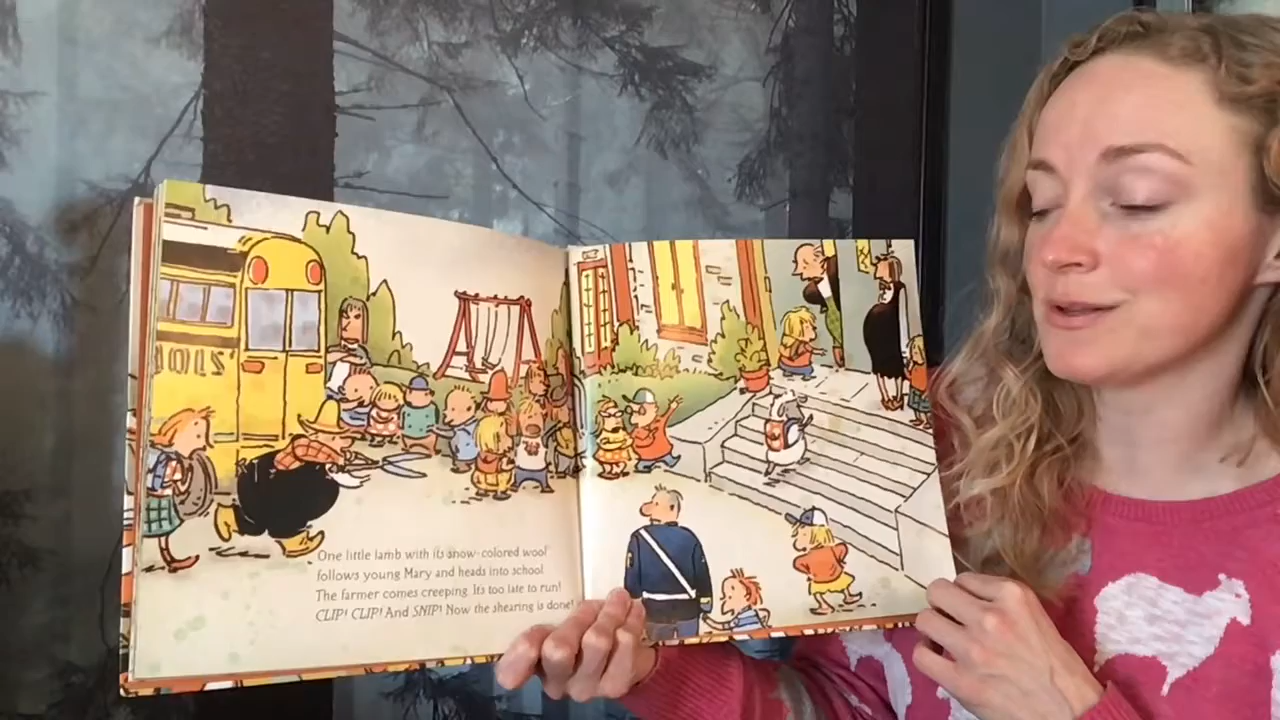 OOLS'
One little lamb with its snow-colored wool
follows young Mary and heads into school.
The farmer comes creeping. It's too late to run!
CLIP! CLIP! And SNIP! Now the shearing is done!